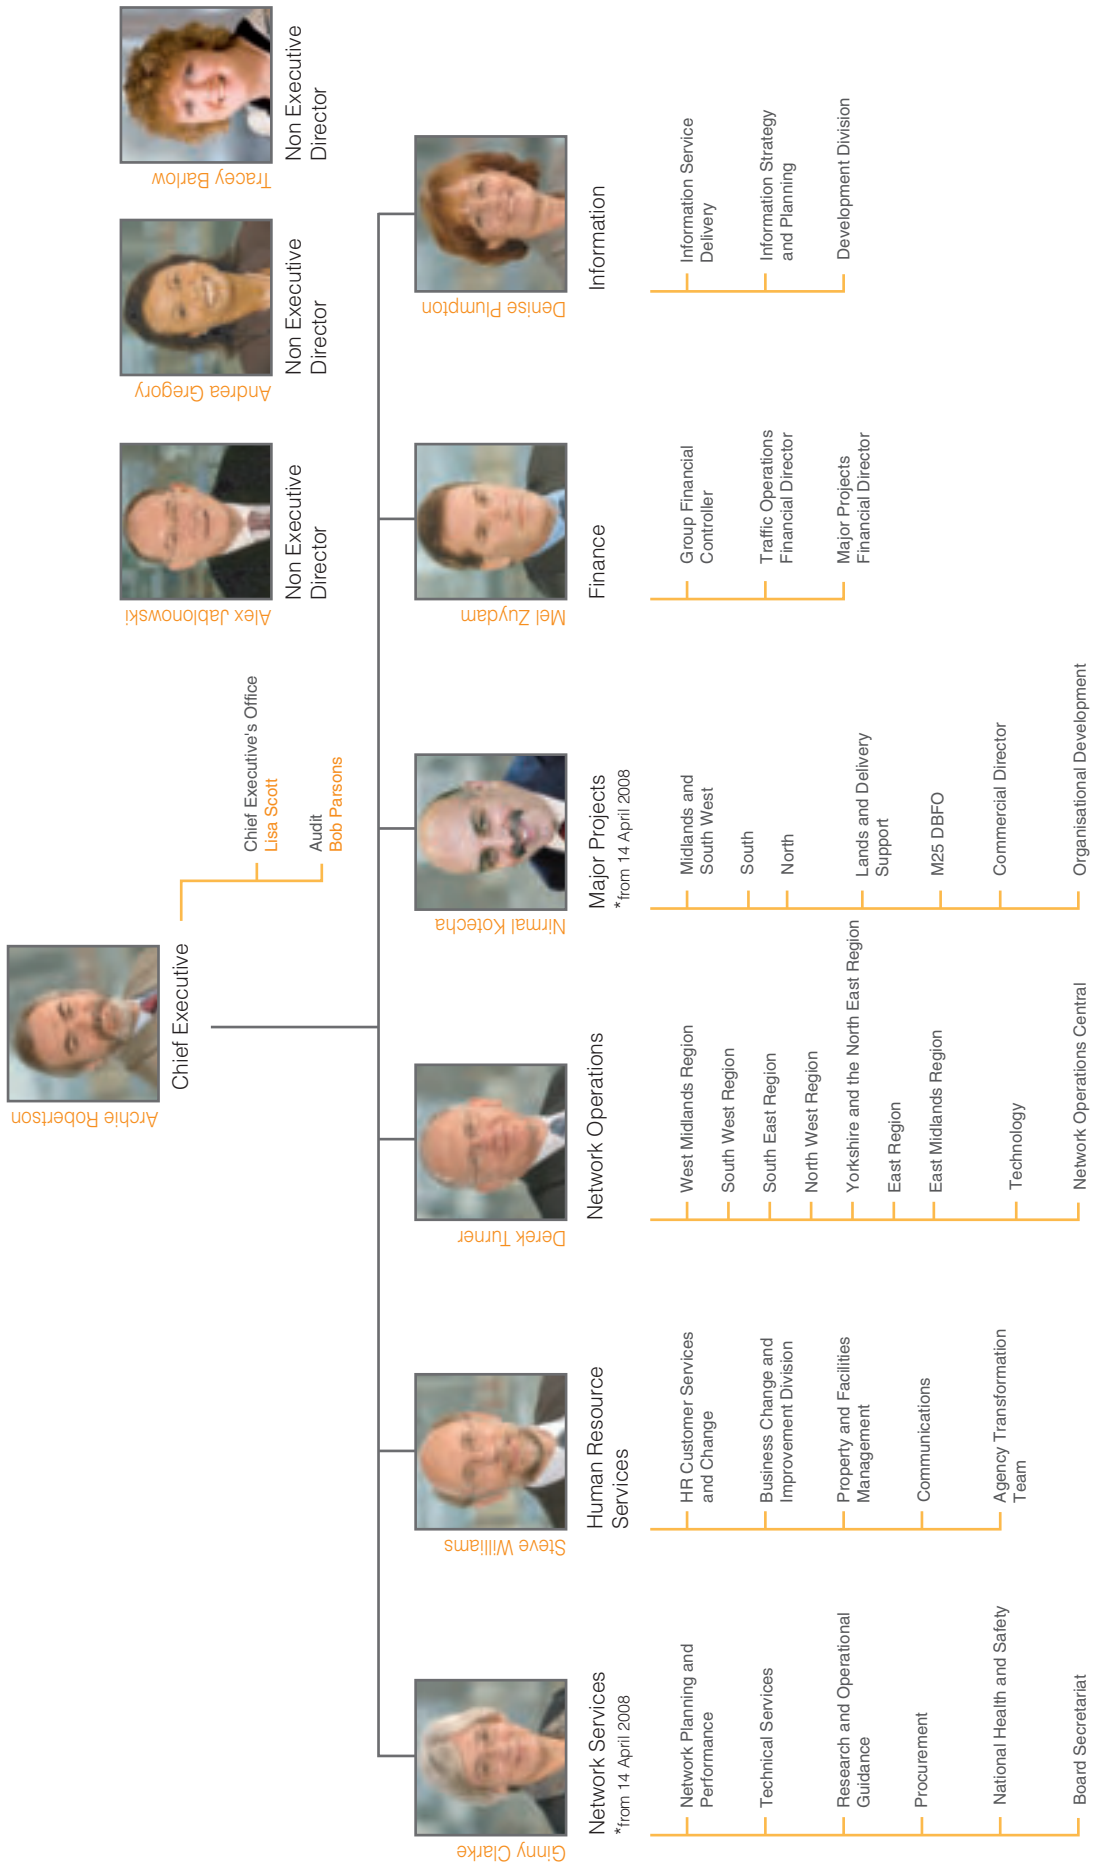 Archie Robertson
Chief Executive
Chief Executive's Office
Lisa Scott
Audit
Bob Parsons
Alex Jablonowski
Non Executive
Director
Andrea Gregory
Non Executive
Director
Tracey Barlow
Non Executive
Director
Ginny Clarke
Network Services
*from 14 April 2008
Network Planning and
Performance
Technical Services
Research and Operational
Guidance
Procurement
National Health and Safety
Board Secretariat
Steve Williams
Human Resource
Services
HR Customer Services
and Change
Business Change and
Improvement Division
Property and Facilities
Management
Communications
Agency Transformation
Team
Derek Turner
Network Operations
West Midlands Region
South West Region
South East Region
North West Region
Yorkshire and the North East Region
East Region
East Midlands Region
Technology
Network Operations Central
Nirmal Kotecha
Major Projects
*from 14 April 2008
Midlands and
South West
South
North
Lands and Delivery
Support
M25 DBFO
Commercial Director
Organisational Development
Mel Zuydam
Finance
Group Financial
Controller
Traffic Operations
Financial Director
Major Projects
Financial Director
Denise Plumpton
Information
Information Service
Delivery
Information Strategy
and Planning
Development Division